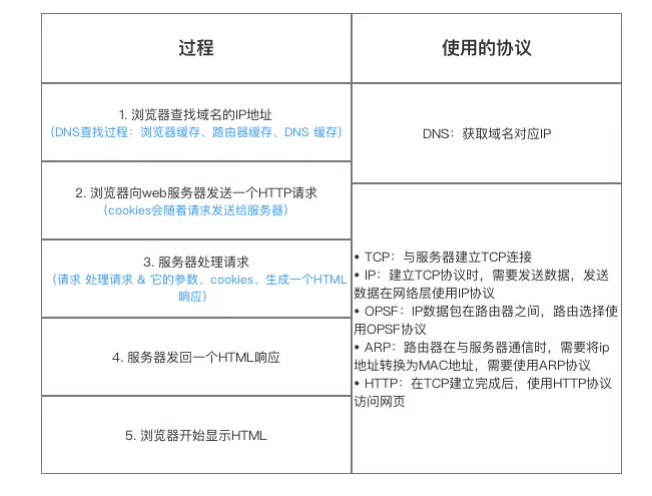 过程
使用的协议
1. 浏览器查找域名的IP地址
（DNS查找过程：浏览器缓存、路由器缓存、DNS 缓存）
DNS：获取域名对应IP
2. 浏览器向web服务器发送一个HTTP请求
（cookies会随着请求发送给服务器）
3. 服务器处理请求
（请求 处理请求 & 它的参数、cookies、生成一个HTML
响应）
4. 服务器发回一个HTML响应
5. 浏览器开始显示HTML
• TCP：与服务器建立TCP连接
• IP：建立TCP协议时，需要发送数据，发送
数据在网络层使用IP协议
• OPSF：IP数据包在路由器之间，路由选择使
用OPSF协议
• ARP：路由器在与服务器通信时，需要将ip
地址转换为MAC地址，需要使用ARP协议
• HTTP：在TCP建立完成后，使用HTTP协议
访问网页